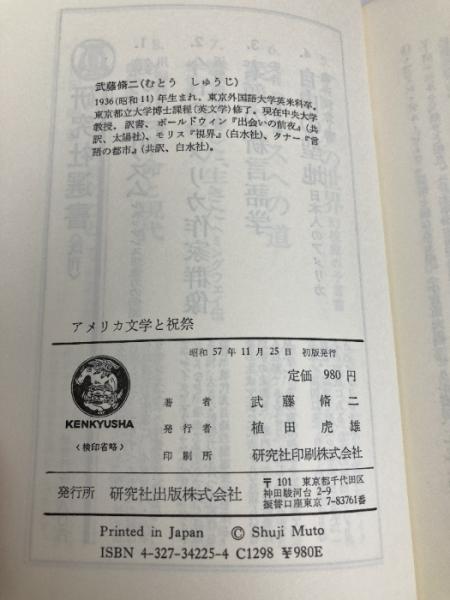 武藤脩二（むとう　しゅうじ）
1936（昭和11）年生まれ。東京外国語大学英米科卒。
東京都立大学博士課程（英文学）修了。現在中央大学
教授。訳書、ボールドウィン『出会いの前夜』（共
訳、太陽社）、モリス『視界』（白水社）、タナー『言
語の都市』（共訳、白水社）。
アメリカ文学と祝祭
昭和 57年 11月 25日　初版発行
定価 980円
KENKYUSHA
〈検印省略〉
著者　武藤脩二
発行者　植田虎雄
印刷所　研究社印刷株式会社
発行所　研究社出版株式会社
〒101 東京都千代田区
神田駿河台 2-9
振替口座東京 7-83761番
Printed in Japan　© Shuji Muto
ISBN 4-327-34225-4 C1298 ¥980E